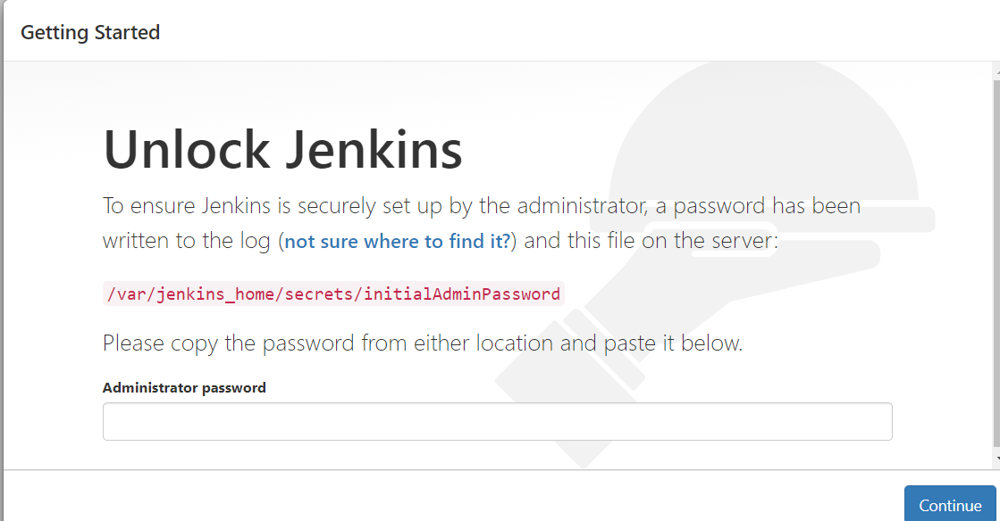 Getting Started
Unlock Jenkins
To ensure Jenkins is securely set up by the administrator, a password has been
written to the log (not sure where to find it?) and this file on the server:
/var/jenkins_home/secrets/initialAdminPassword
Please copy the password from either location and paste it below.
Administrator password
Continue